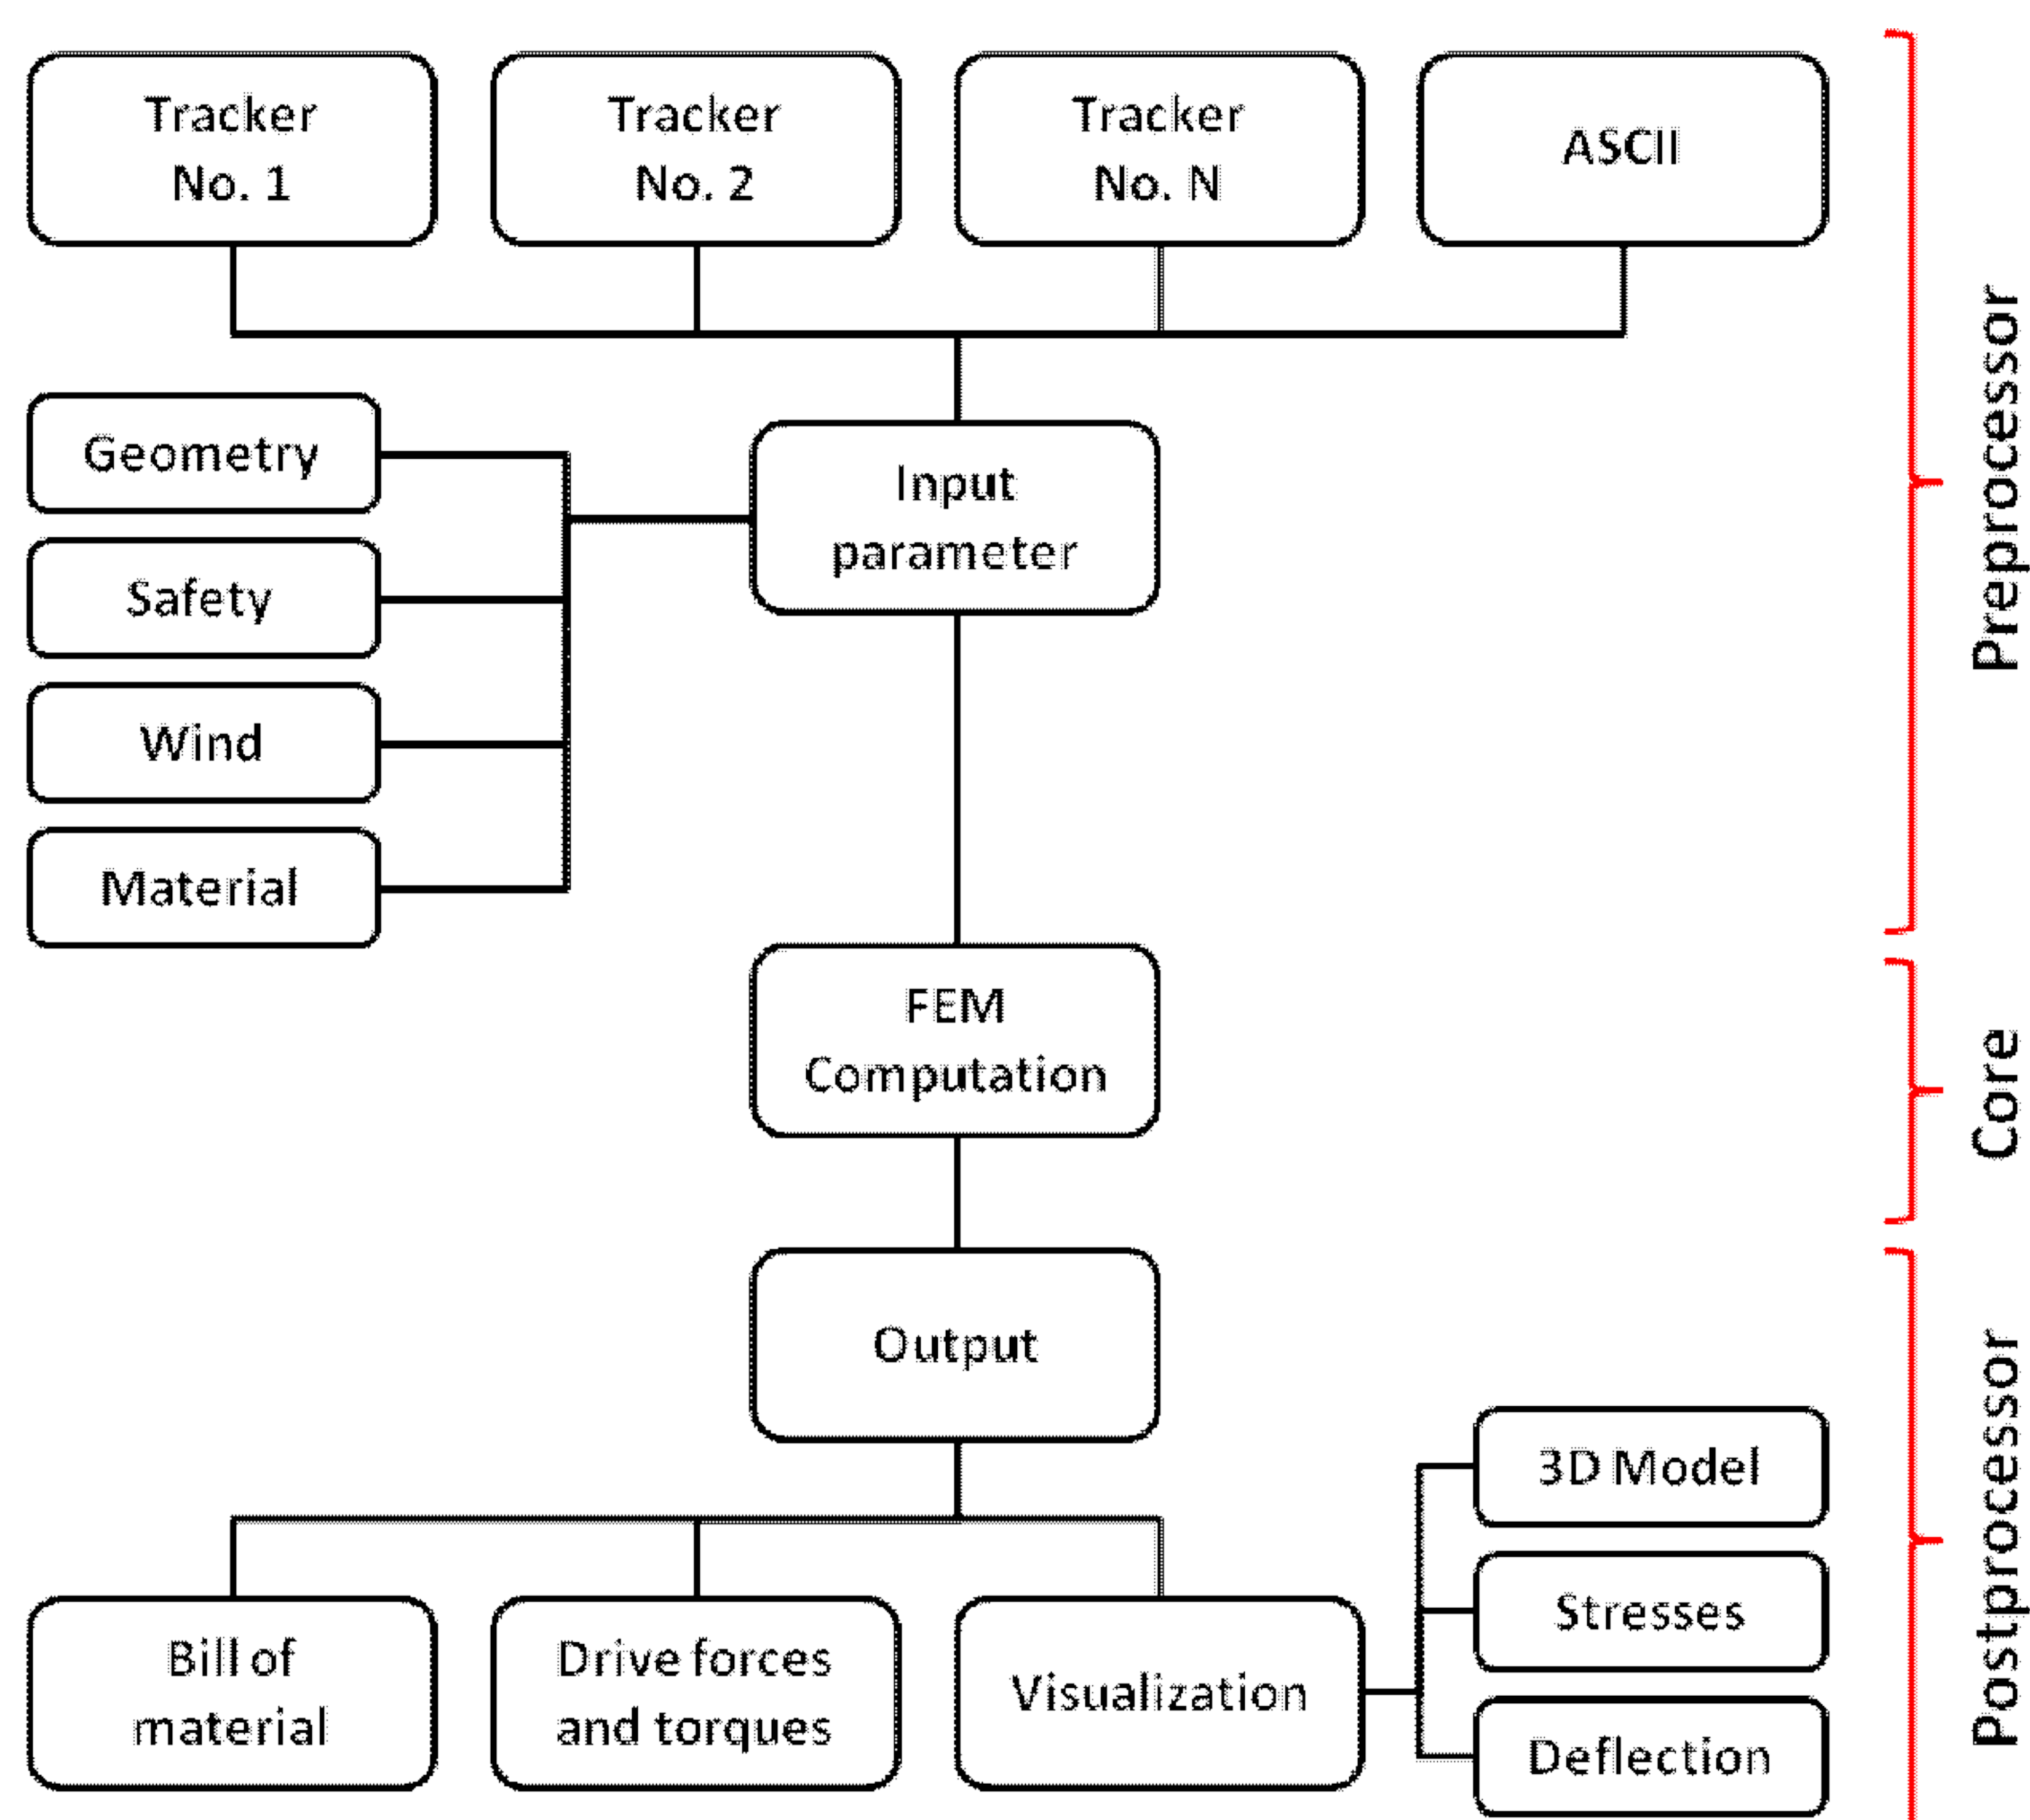 Tracker
No. 1
Tracker
No. 2
Tracker
No. N
ASCII
Geometry
Safety
Wind
Material
Input
parameter
Preprocessor
FEM
Computation
Core
Output
Bill of
material
Drive forces
and torques
Visualization
3D Model
Stresses
Deflection
Postprocessor